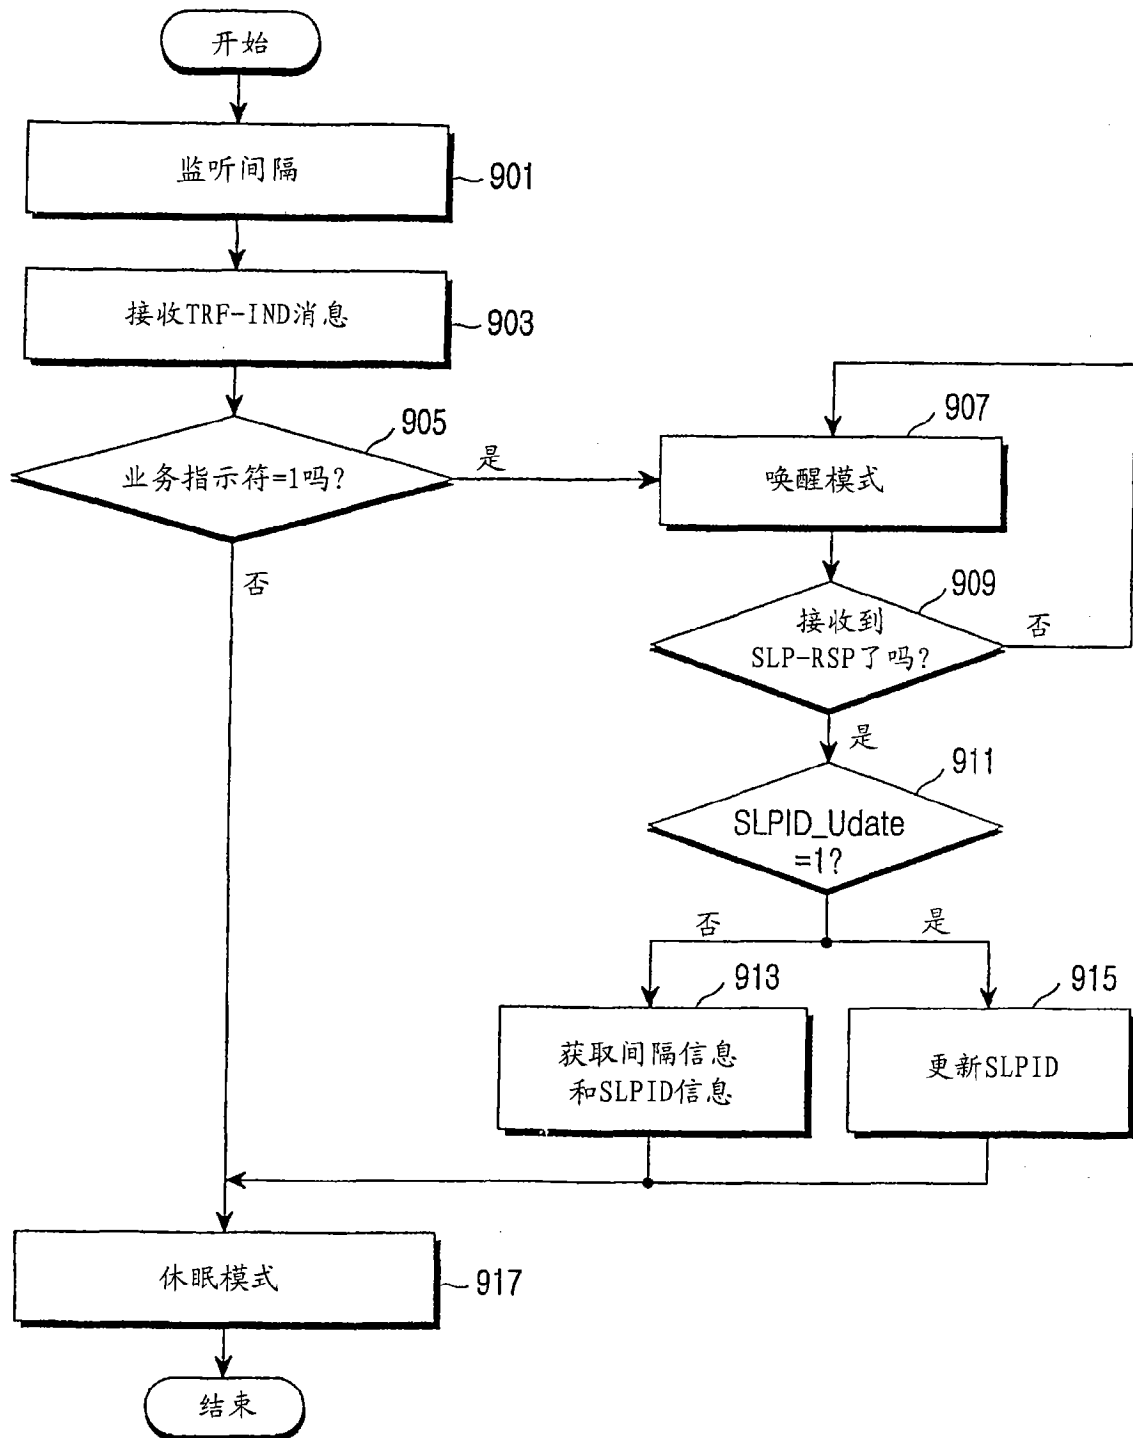 开始
监听间隔
901
接收TRF-IND消息
903
905
业务指示符=1吗?
是
否
907
唤醒模式
909
接收到
SLP-RSP了吗?
否
是
911
SLPID_Udate
=1?
否
是
913
获取间隔信息
和SLPID信息
915
更新SLPID
休眠模式
917
结束